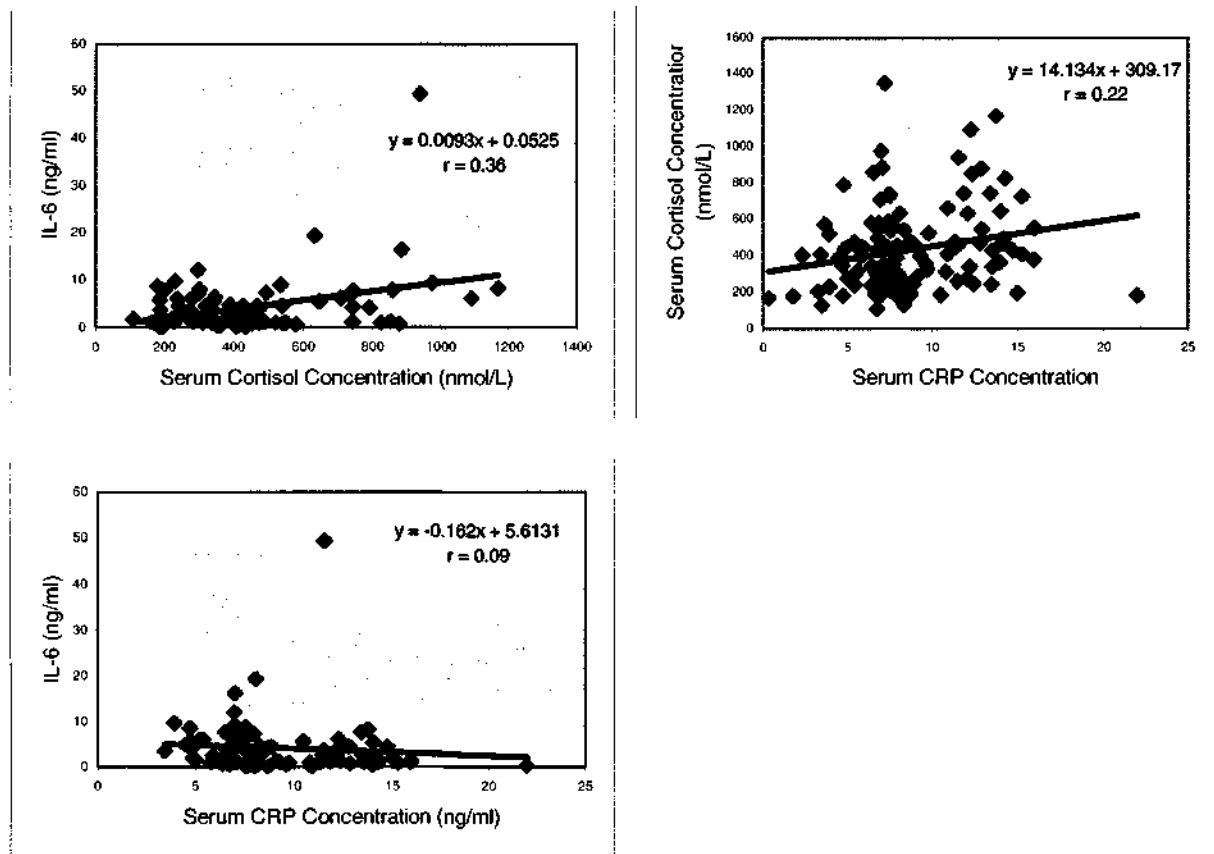 60
50
40
30
20
10
0
IL-6 (ng/ml)
y = 0.0093x + 0.0525
r = 0.36
0 200 400 600 800 1000 1200 1400
Serum Cortisol Concentration (nmol/L)
1600
1400
1200
1000
800
600
400
200
0
Serum Cortisol Concentration
(nmol/L)
y = 14.134x + 309.17
r = 0.22
0 5 10 15 20 25
Serum CRP Concentration
60
50
40
30
20
10
0
IL-6 (ng/ml)
y = -0.162x + 5.6131
r = 0.09
0 5 10 15 20 25
Serum CRP Concentration (ng/ml)